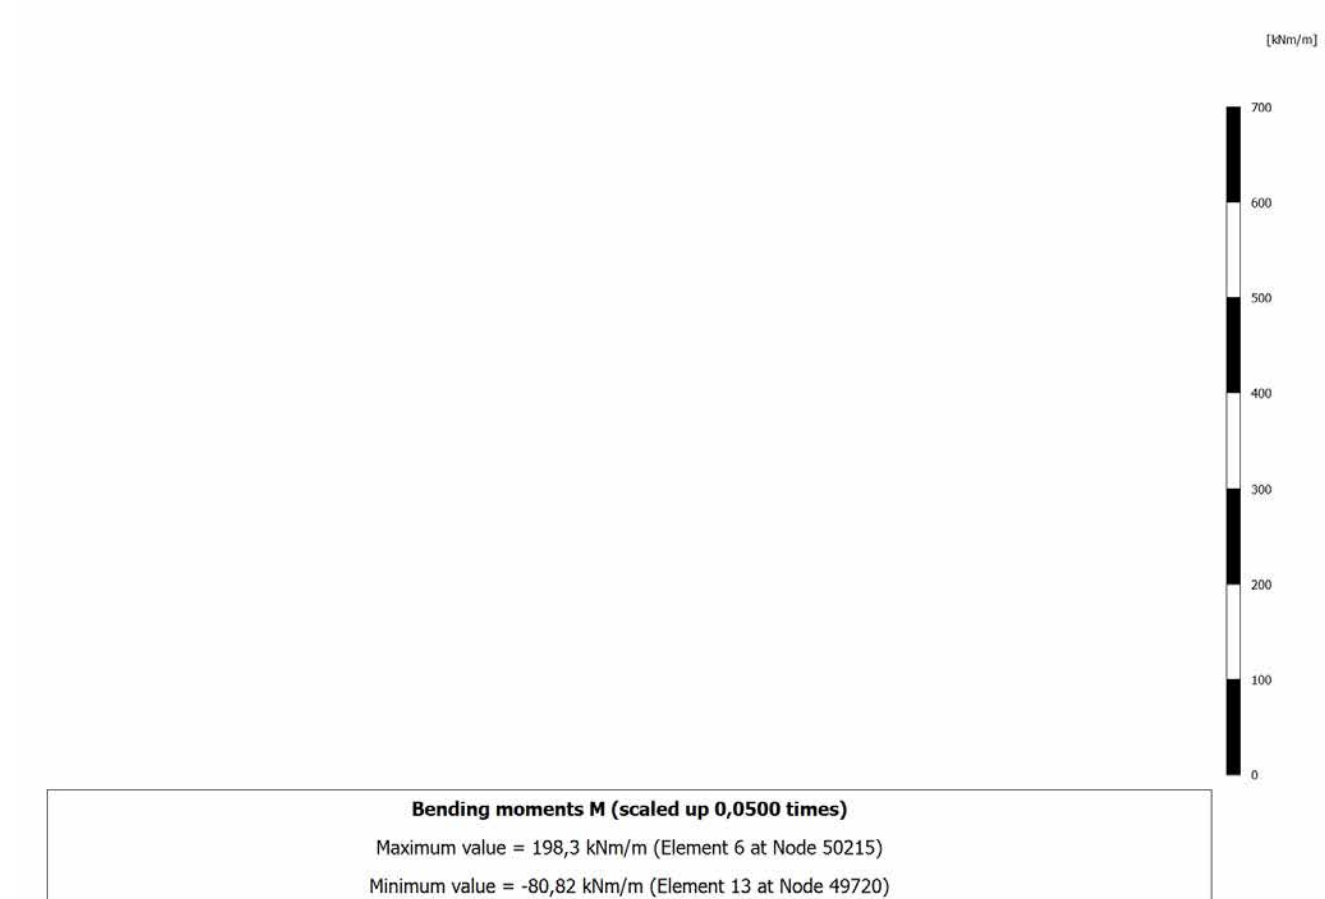 [kNm/m]
700
600
500
400
300
200
100
0
Bending moments M (scaled up 0,0500 times)
Maximum value = 198,3 kNm/m (Element 6 at Node 50215)
Minimum value = -80,82 kNm/m (Element 13 at Node 49720)